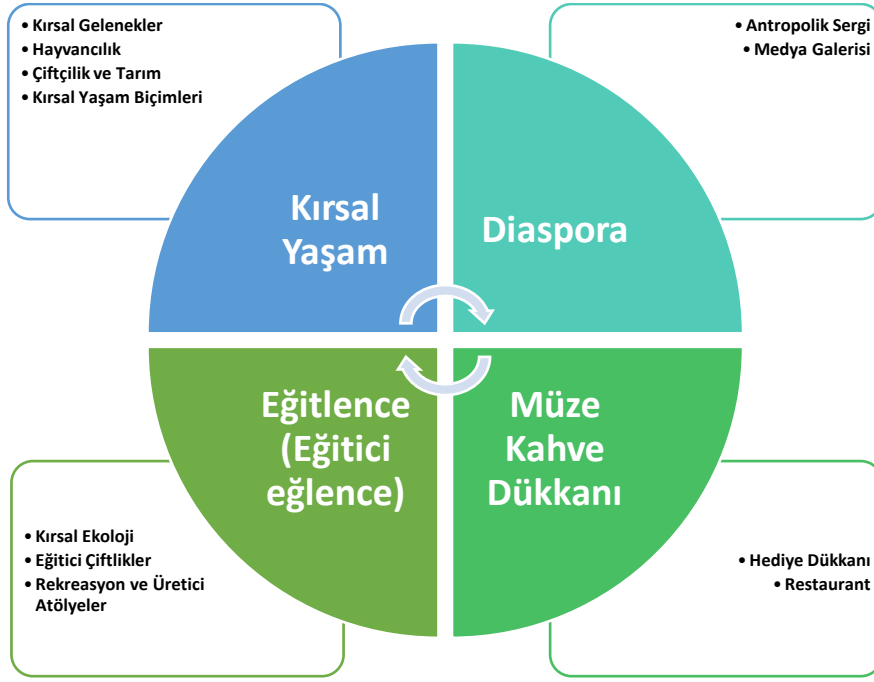 • Kırsal Gelenekler
• Hayvancılık
• Çiftçilik ve Tarım
• Kırsal Yaşam Biçimleri
• Antropolik Sergi
• Medya Galerisi
Kırsal
Yaşam
Diaspora
Eğitlence
(Eğitici
eğlence)
Müze
Kahve
Dükkanı
• Kırsal Ekoloji
• Eğitici Çiftlikler
• Rekreasyon ve Üretici
Atölyeler
• Hediye Dükkanı
• Restaurant